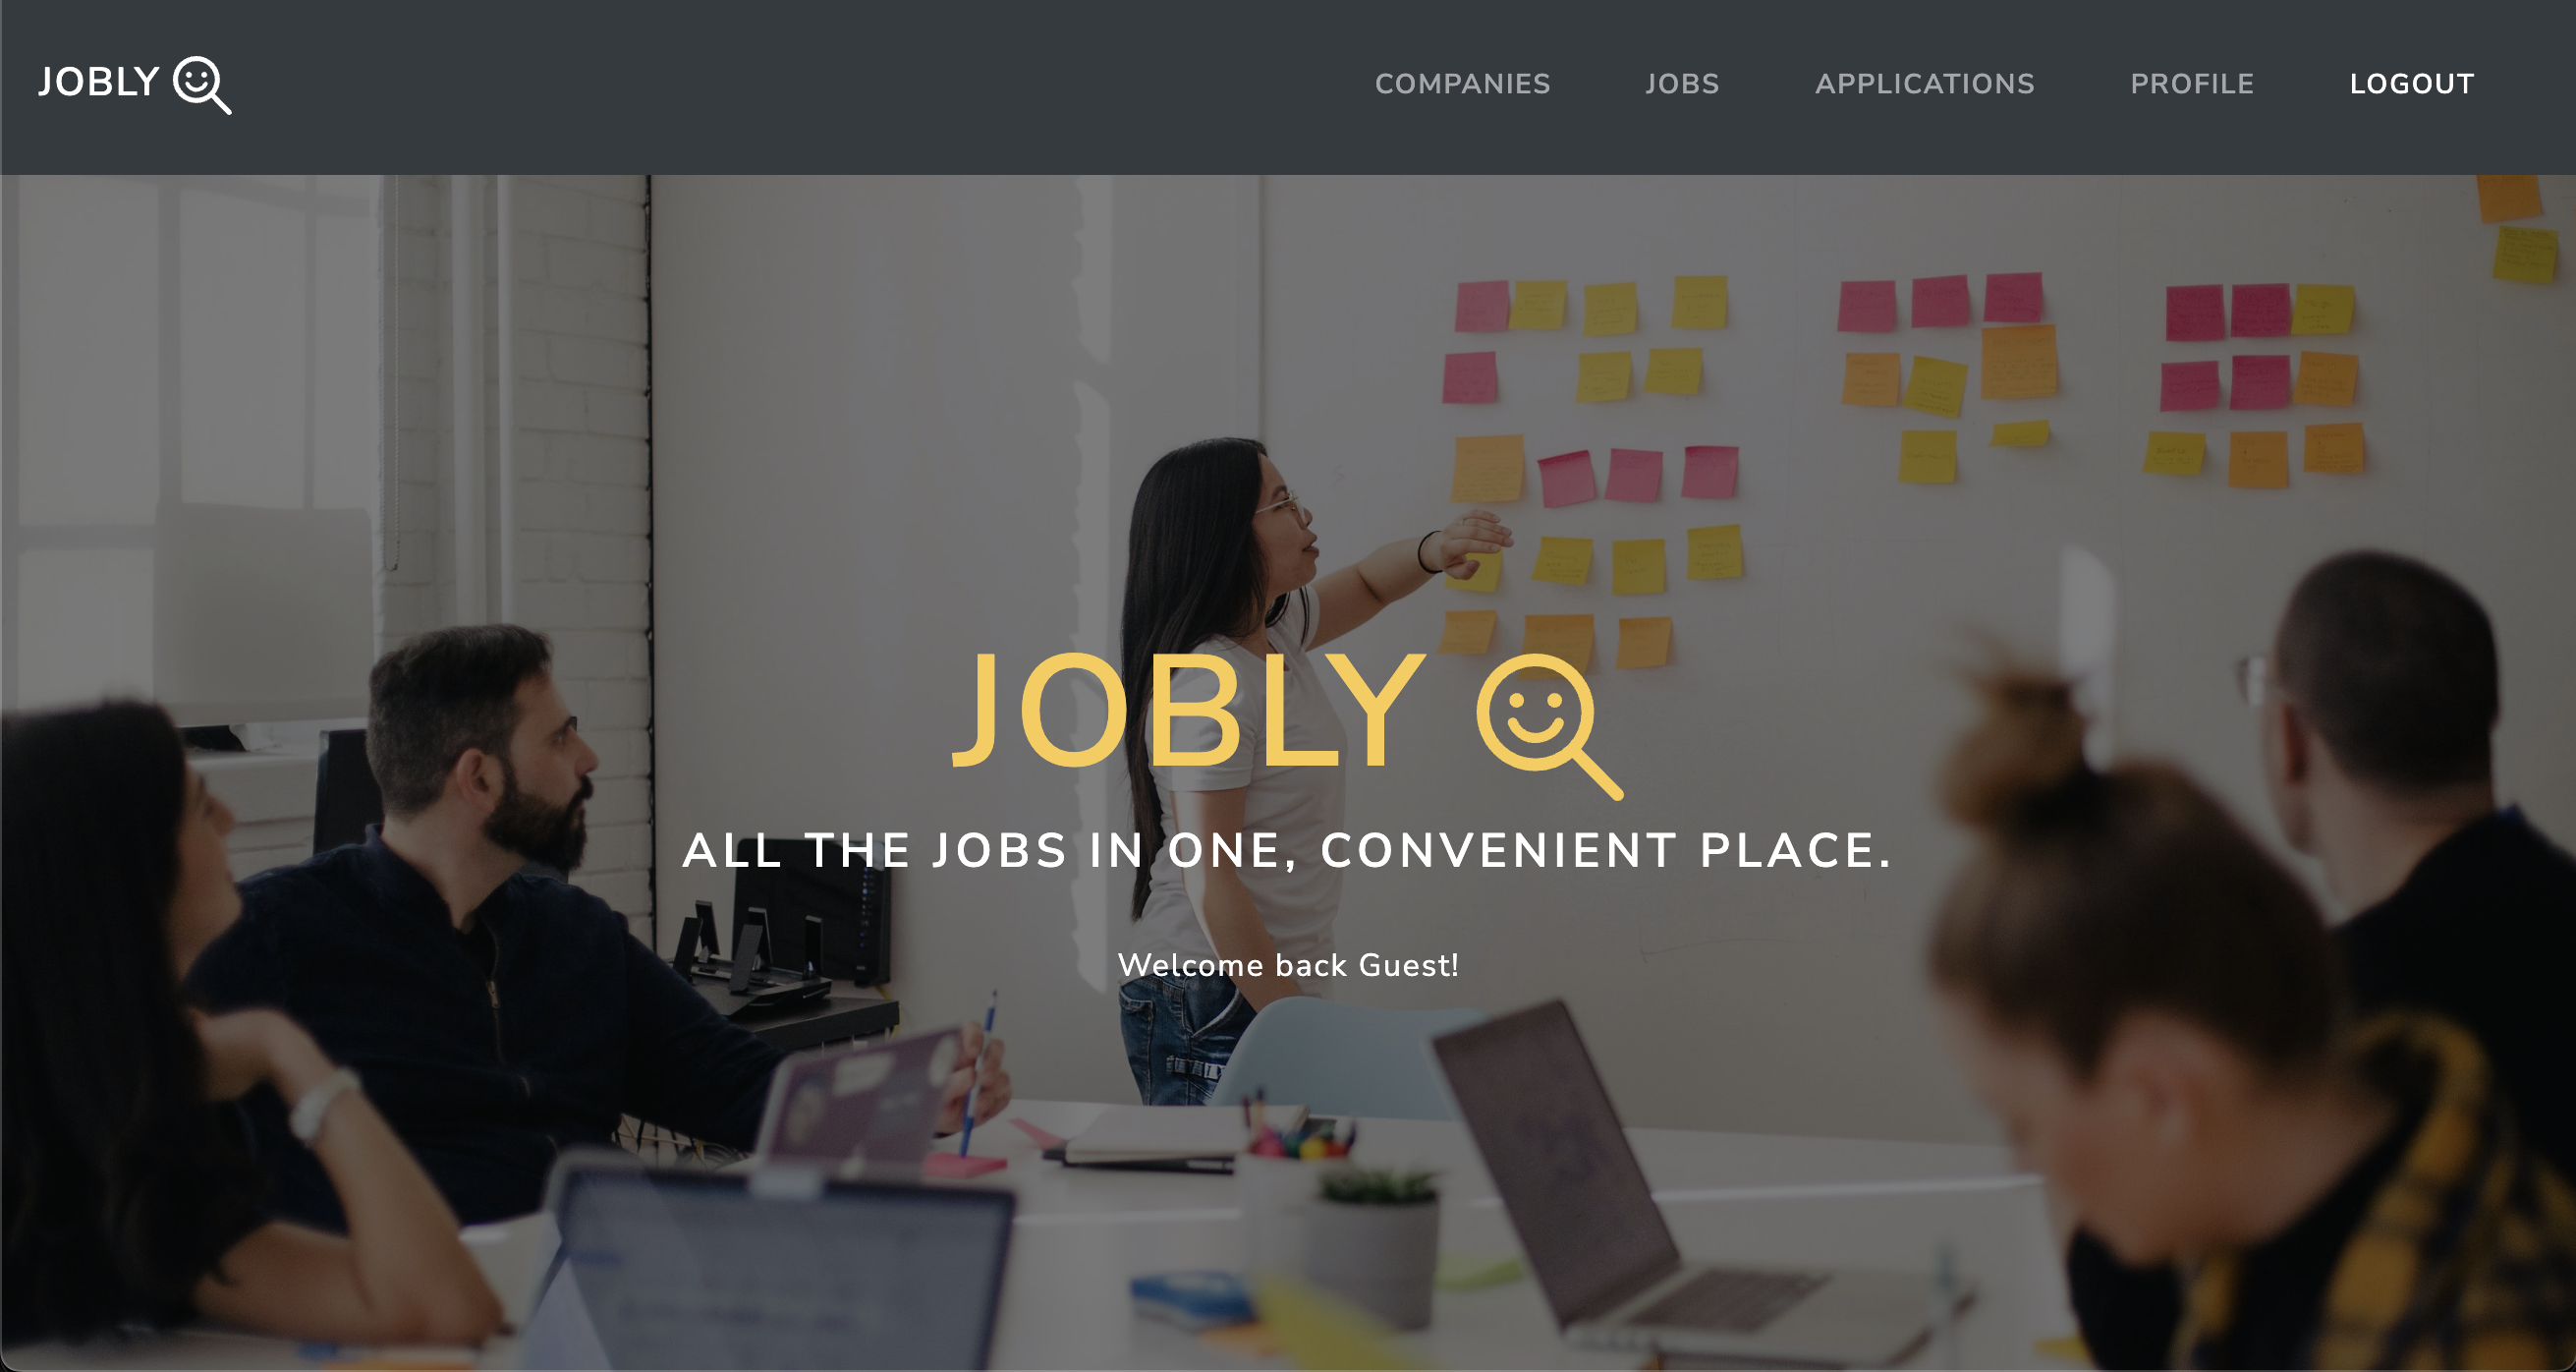 JOBLY
COMPANIES JOBS APPLICATIONS PROFILE LOGOUT
JOBLY
ALL THE JOBS IN ONE, CONVENIENT PLACE.
Welcome back Guest!